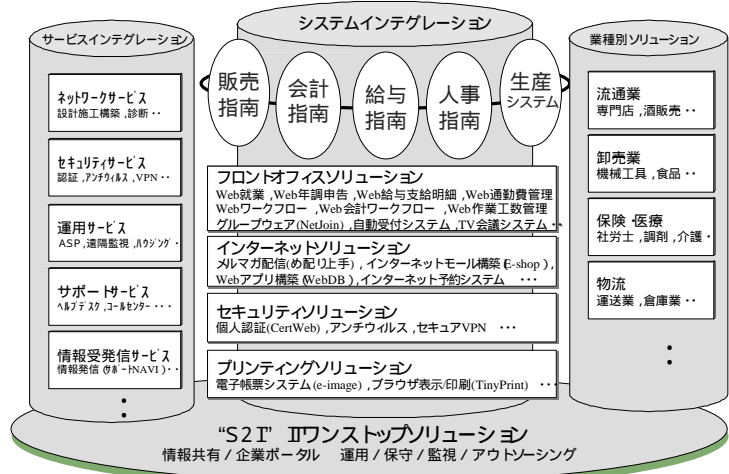 サービスインテグレーション
ネットワークサービス
設計施工構築 ,診断 ・・
セキュリティサービス
認証 ,アンチウィルス ,VPN ・・
運用サービス
ASP ,遠隔監視 ,ハウジング ・
サポートサービス
ヘルプデスク ,コールセンター ・・・
情報受発信サービス
情報発信 (サポートNAVI )・・
システムインテグレーション
販売
指南
会計
指南
給与
指南
人事
指南
生産
システム
フロントオフィスソリューション
Web就業 ,Web年調申告 ,Web給与支給明細 ,Web通勤費管理
Webワークフロー ,Web会計ワークフロー ,Web作業工数管理
グループウェア(NetJoin) ,自動受付システム ,TV会議システム ・・
インターネットソリューション
メルマガ配信(め配り上手) ,インターネットモール構築(E-shop ) ,
Webアプリ構築 (WebDB ) ,インターネット予約システム ・・・
セキュリティソリューション
個人認証(CertWeb) ,アンチウィルス ,セキュアVPN ・・・
プリンティングソリューション
電子帳票システム(e-image) ,ブラウザ表示/印刷(TinyPrint) ・・・
業種別ソリューション
流通業
専門店 ,酒販売 ・・
卸売業
機械工具 ,食品 ・・
保険・医療
社労士 ,調剤 ,介護 ・
物流
運送業 ,倉庫業 ・・
“S2I” ITワンストップソリューション
情報共有 / 企業ポータル 運用 / 保守 / 監視 / アウトソーシング